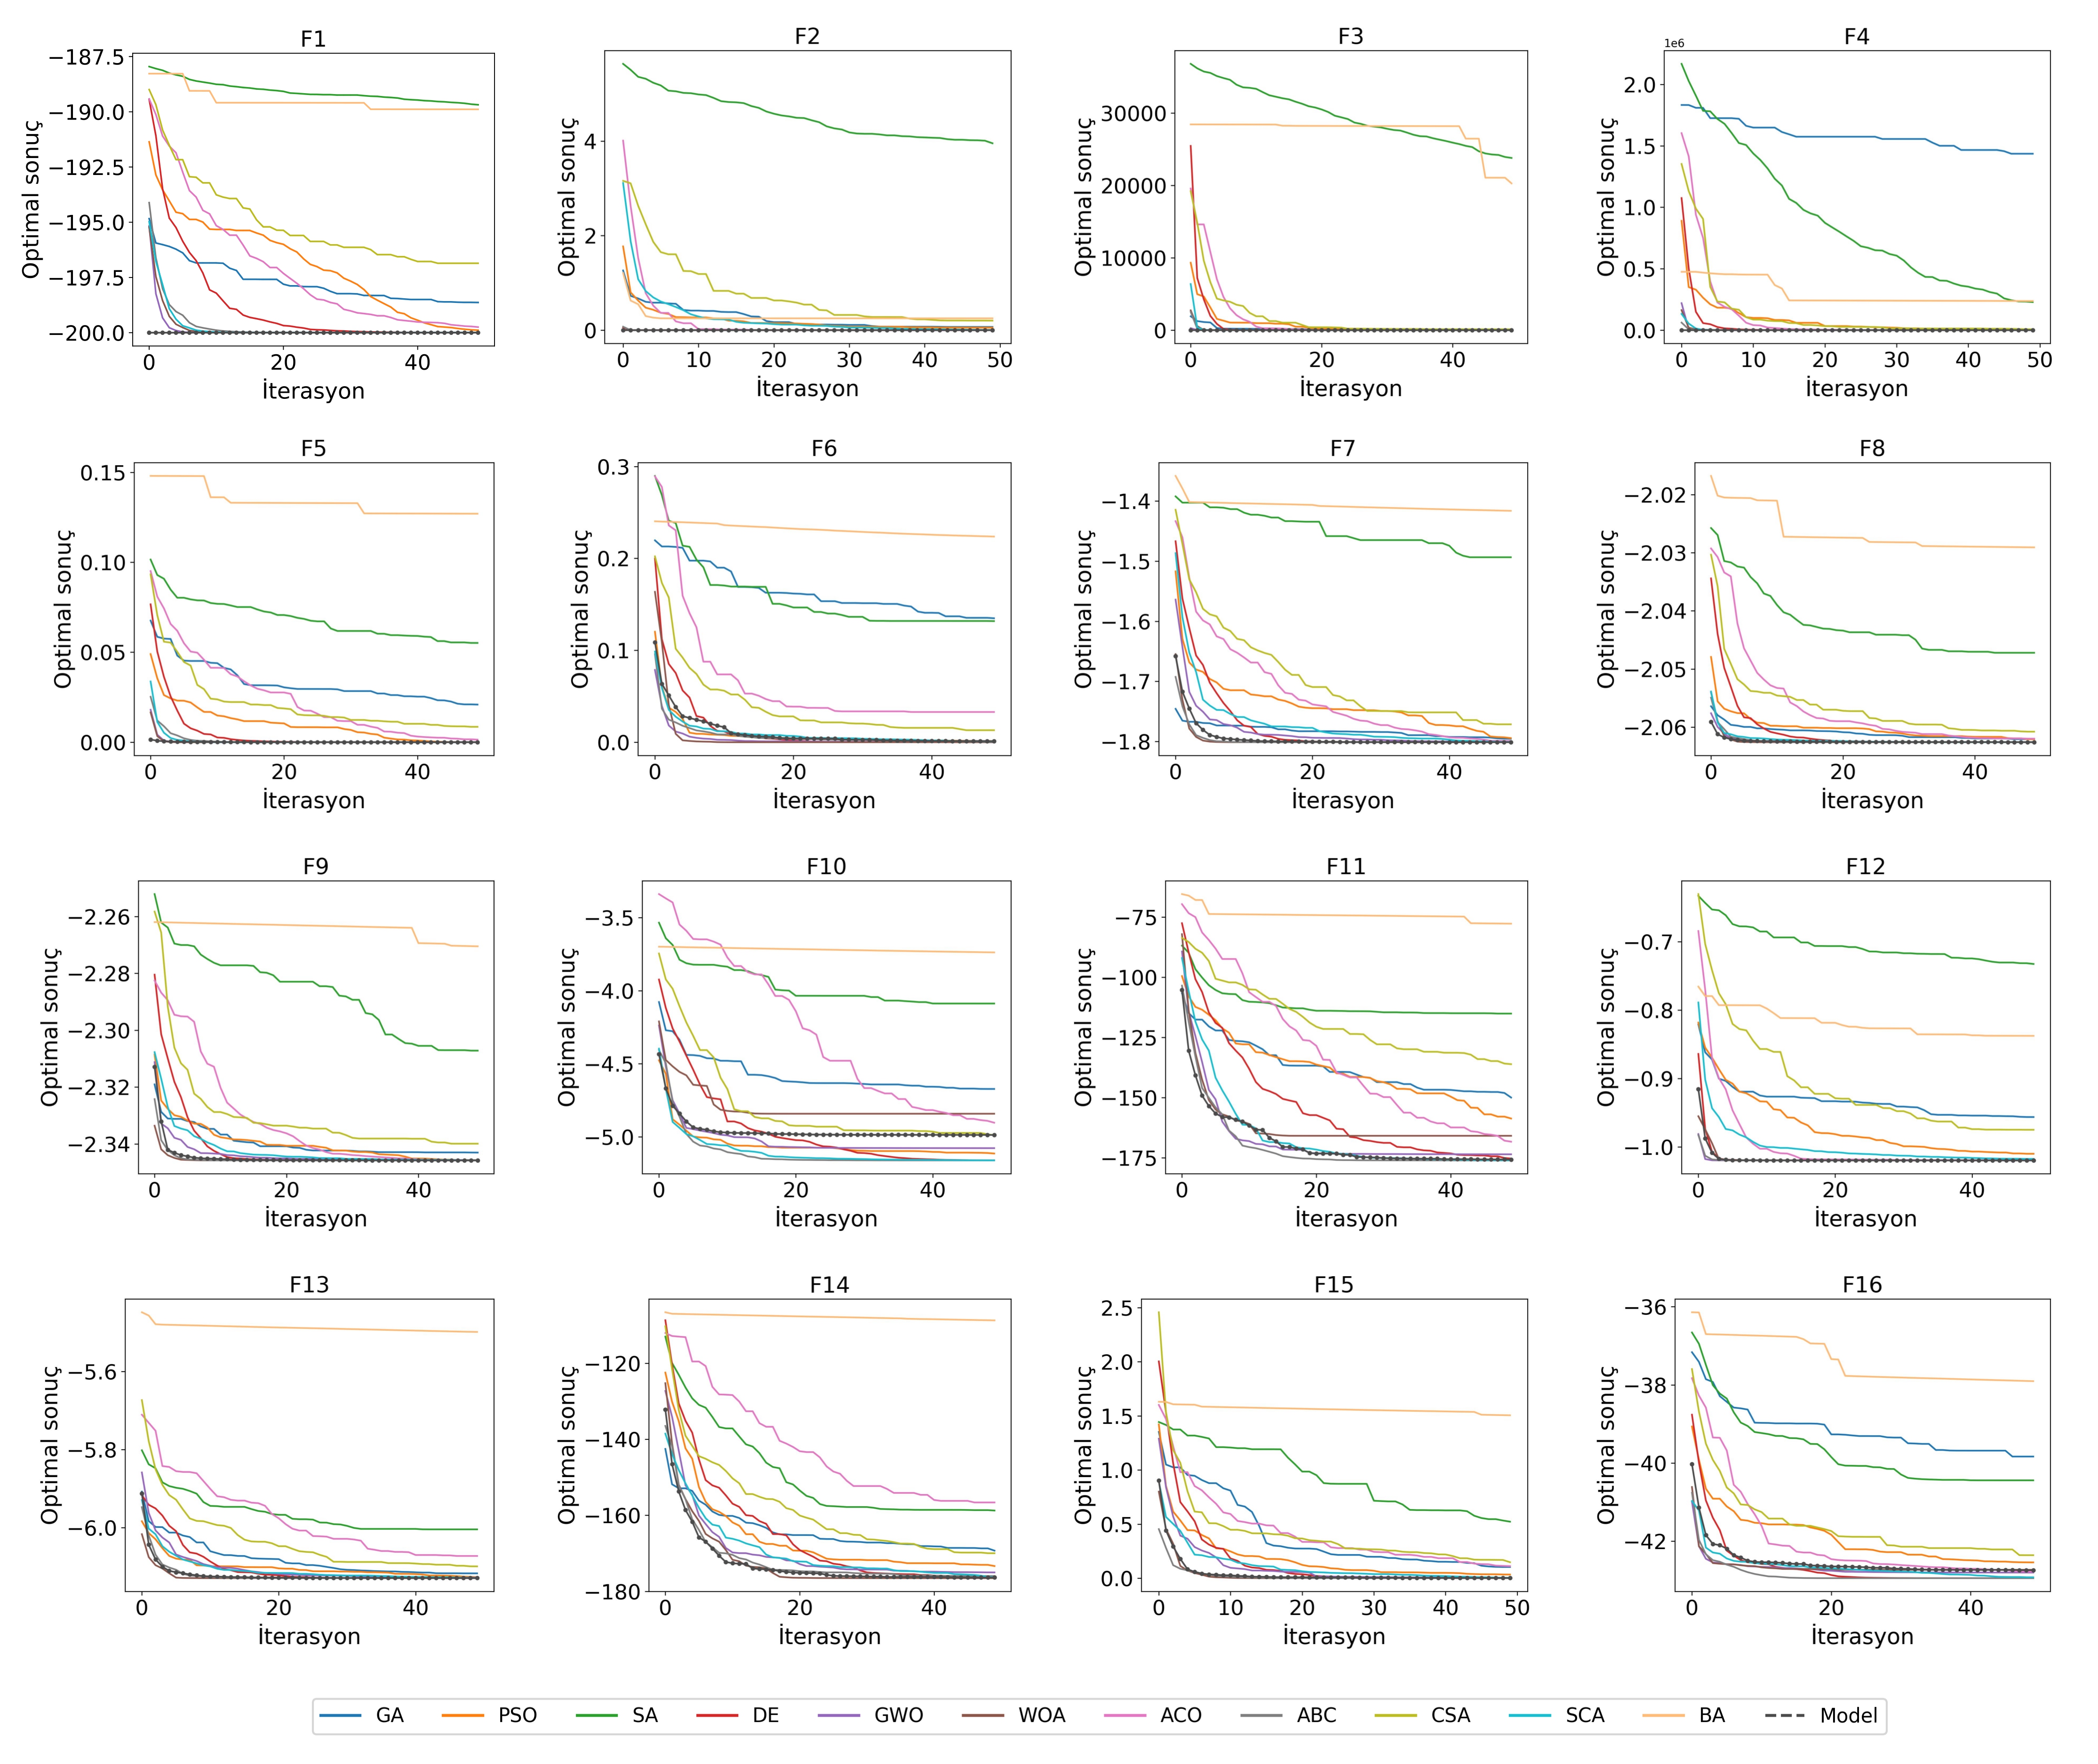 F1 F2 F3 F4
1e6
Optimal sonuç Optimal sonuç Optimal sonuç Optimal sonuç
−187.5 −190.0 −192.5 −195.0 −197.5 −200.0
4 2 0
30000 20000 10000 0
2.0 1.5 1.0 0.5 0.0
0 20 40
0 10 20 30 40 50
0 20 40
0 10 20 30 40 50
İterasyon İterasyon İterasyon İterasyon
F5 F6 F7 F8
Optimal sonuç Optimal sonuç Optimal sonuç Optimal sonuç
0.15 0.10 0.05 0.00
0.3 0.2 0.1 0.0
−1.4 −1.5 −1.6 −1.7 −1.8
−2.02 −2.03 −2.04 −2.05 −2.06
0 20 40
0 20 40
0 20 40
0 20 40
İterasyon İterasyon İterasyon İterasyon
F9 F10 F11 F12
Optimal sonuç Optimal sonuç Optimal sonuç Optimal sonuç
−2.26 −2.28 −2.30 −2.32 −2.34
−3.5 −4.0 −4.5 −5.0
−75 −100 −125 −150 −175
−0.7 −0.8 −0.9 −1.0
0 20 40
0 20 40
0 20 40
0 20 40
İterasyon İterasyon İterasyon İterasyon
F13 F14 F15 F16
Optimal sonuç Optimal sonuç Optimal sonuç Optimal sonuç
−5.6 −5.8 −6.0
−120 −140 −160 −180
2.5 2.0 1.5 1.0 0.5 0.0
−36 −38 −40 −42
0 20 40
0 20 40
0 10 20 30 40 50
0 20 40
İterasyon İterasyon İterasyon İterasyon
GA PSO SA DE GWO WOA ACO ABC CSA SCA BA Model